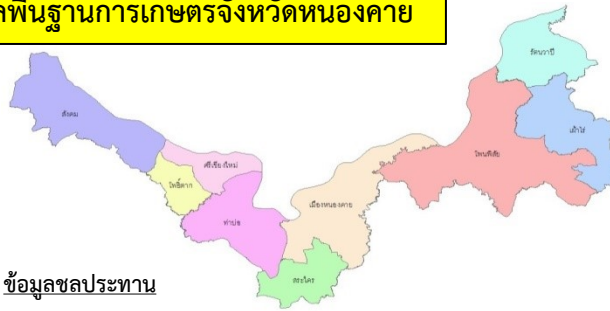 ลพื้นฐานการเกษตรจังหวัดหนองคาย
รัตนวาปี
สังคม
เฝ้าไร่
ศรีเชียงใหม่
โพนพิสัย
โพธิ์ตาก
เมืองหนองคาย
ท่าบ่อ
สระใคร
ข้อมูลชลประทาน